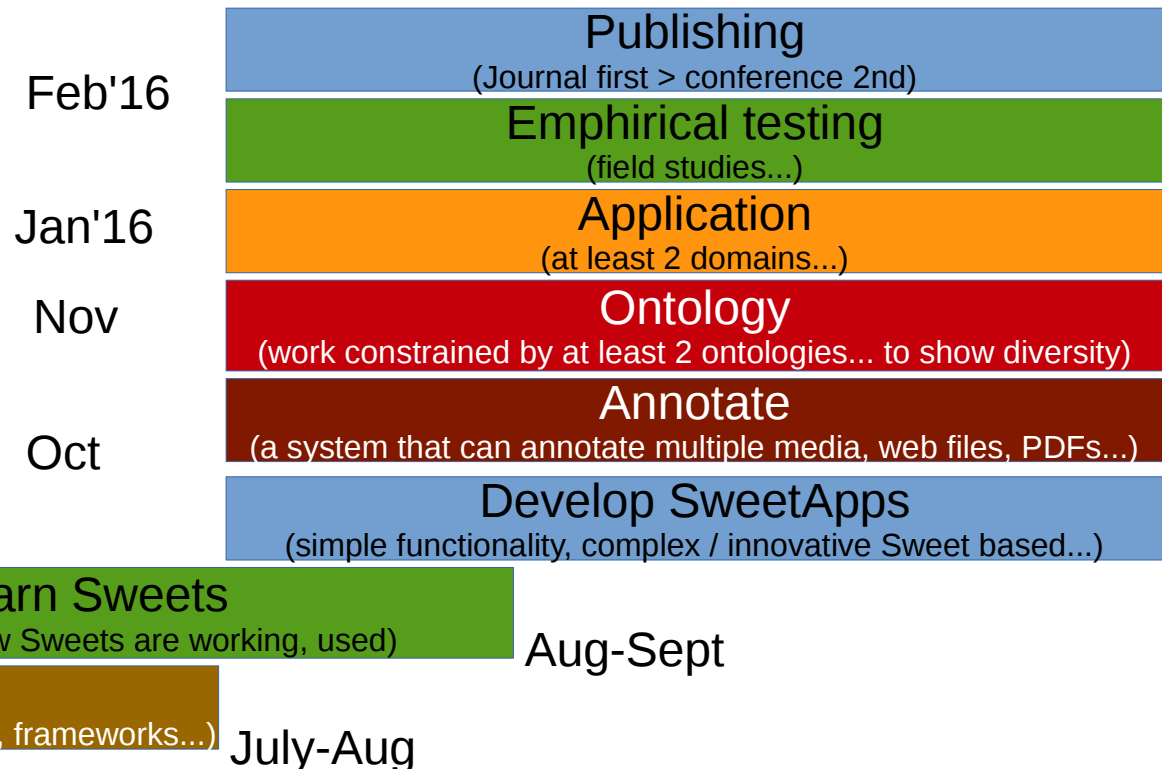 Publishing
(Journal first > conference 2nd)
Feb'16
Emphirical testing
(field studies...)
Jan'16
Application
(at least 2 domains...)
Nov
Ontology
(work constrained by at least 2 ontologies... to show diversity)
Oct
Annotate
(a system that can annotate multiple media, web files, PDFs...)
Develop SweetApps
(simple functionality, complex / innovative Sweet based...)
arn Sweets
w Sweets are working, used)
Aug-Sept
, frameworks...)
July-Aug